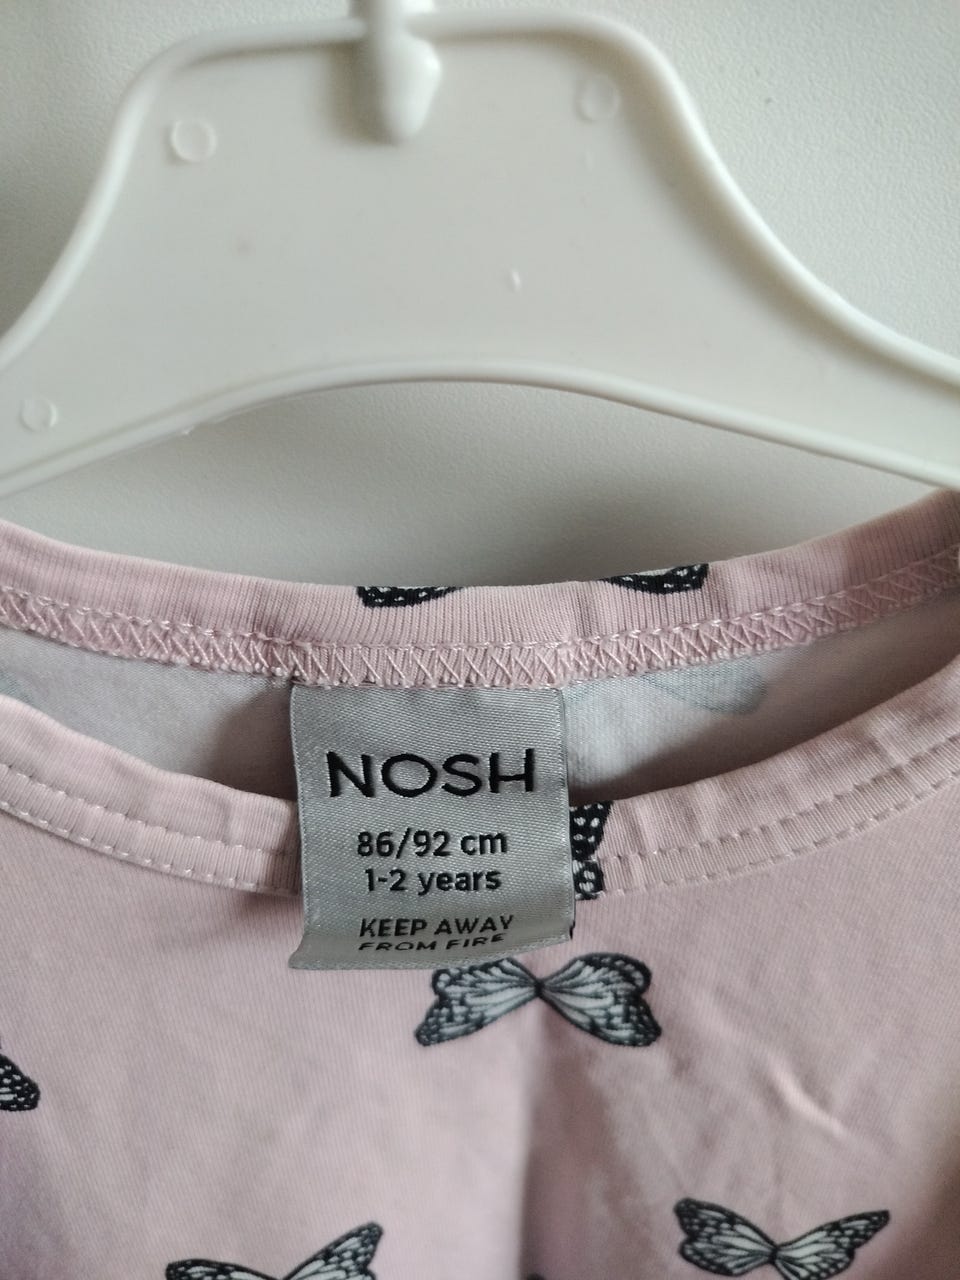 NOSH
86/92 cm
1-2 years
KEEP AWAY
FROM FIRE